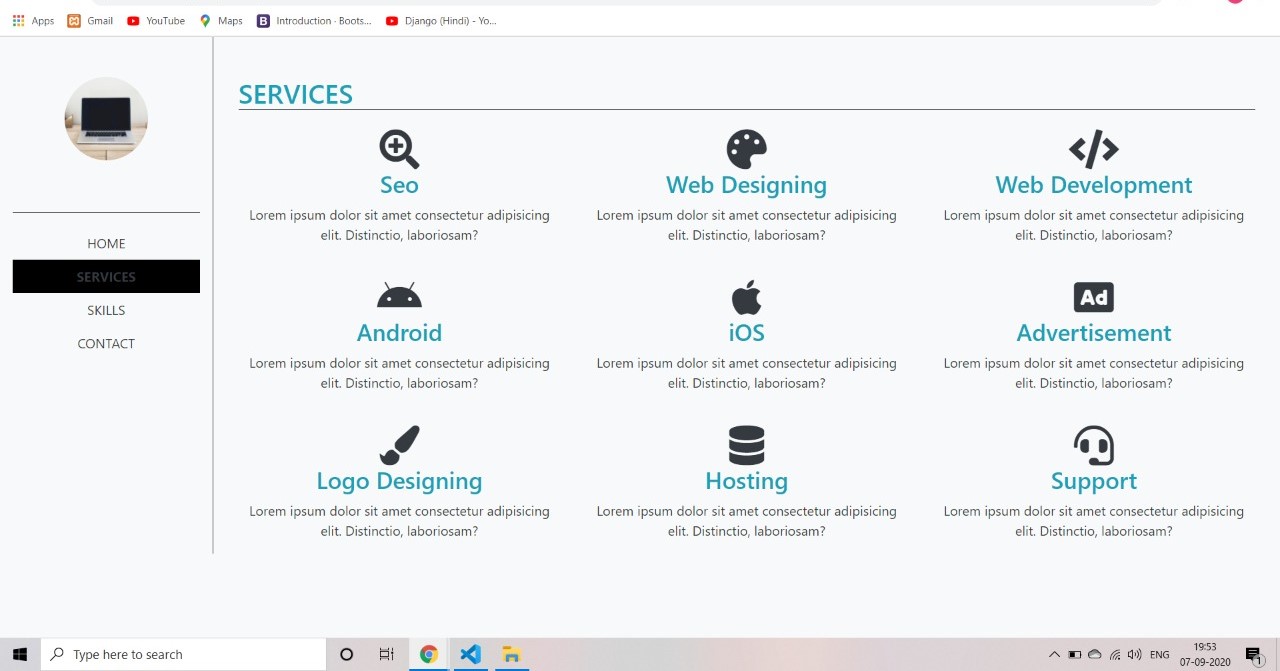 Apps Gmail YouTube Maps B Introduction · Boots... Django (Hindi) - Yo...
SERVICES
HOME
SERVICES
SKILLS
CONTACT
Seo
Lorem ipsum dolor sit amet consectetur adipisicing
elit. Distinctio, laboriosam?
Web Designing
Lorem ipsum dolor sit amet consectetur adipisicing
elit. Distinctio, laboriosam?
Web Development
Lorem ipsum dolor sit amet consectetur adipisicing
elit. Distinctio, laboriosam?
Android
Lorem ipsum dolor sit amet consectetur adipisicing
elit. Distinctio, laboriosam?
iOS
Lorem ipsum dolor sit amet consectetur adipisicing
elit. Distinctio, laboriosam?
Ad
Advertisement
Lorem ipsum dolor sit amet consectetur adipisicing
elit. Distinctio, laboriosam?
Logo Designing
Lorem ipsum dolor sit amet consectetur adipisicing
elit. Distinctio, laboriosam?
Hosting
Lorem ipsum dolor sit amet consectetur adipisicing
elit. Distinctio, laboriosam?
Support
Lorem ipsum dolor sit amet consectetur adipisicing
elit. Distinctio, laboriosam?
Type here to search
ENG
19:53
07-09-2020
1